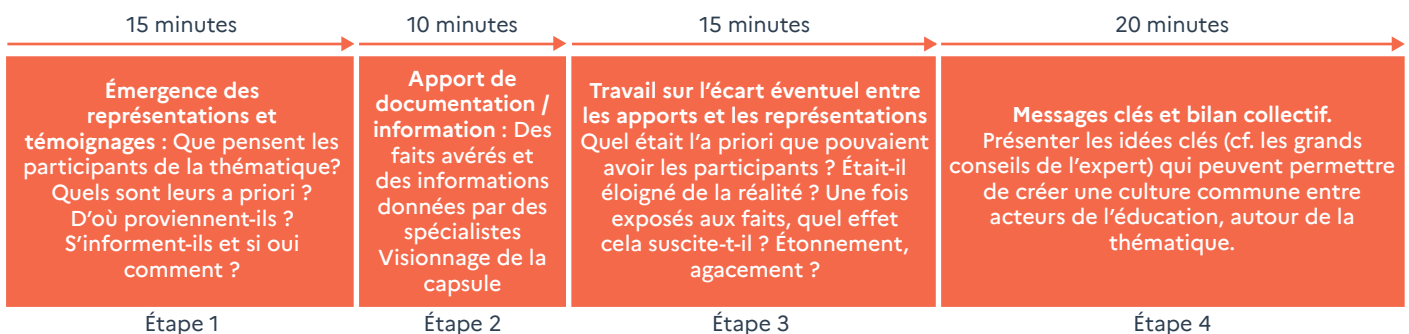 15 minutes
10 minutes
15 minutes
20 minutes
Émergence des
représentations et
témoignages : Que pensent les
participants de la thématique?
Quels sont leurs a priori ?
D'où proviennent-ils ?
S'informent-ils et si oui
comment ?
Apport de
documentation /
information : Des
faits avérés et
des informations
données par des
spécialistes
Visionnage de la
capsule
Travail sur l'écart éventuel entre
les apports et les représentations
Quel était l'a priori que pouvaient
avoir les participants ? Était-il
éloigné de la réalité ? Une fois
exposés aux faits, quel effet
cela suscite-t-il ? Étonnement,
agacement ?
Messages clés et bilan collectif.
Présenter les idées clés (cf. les grands
conseils de l'expert) qui peuvent permettre
de créer une culture commune entre
acteurs de l'éducation, autour de la
thématique.
Étape 1
Étape 2
Étape 3
Étape 4